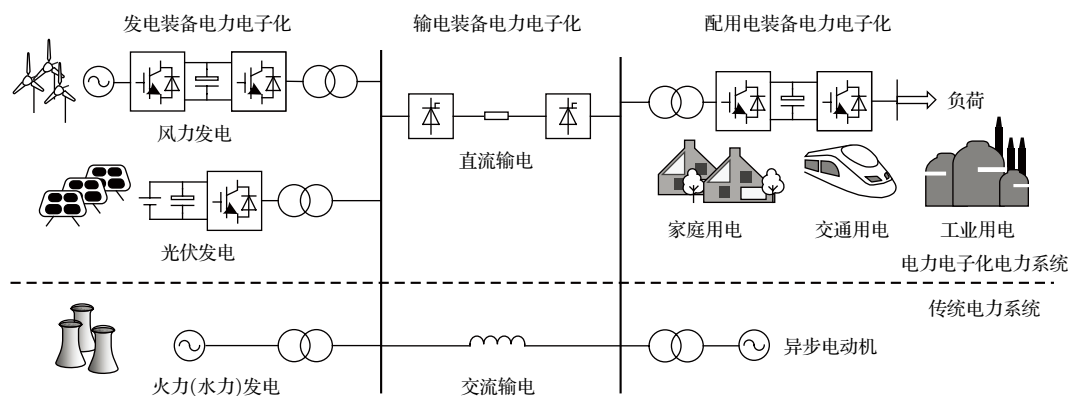 发电装备电力电子化
输电装备电力电子化
配用电装备电力电子化
风力发电
直流输电
负荷
光伏发电
家庭用电
交通用电
工业用电
电力电子化电力系统
传统电力系统
异步电动机
火力(水力)发电
交流输电